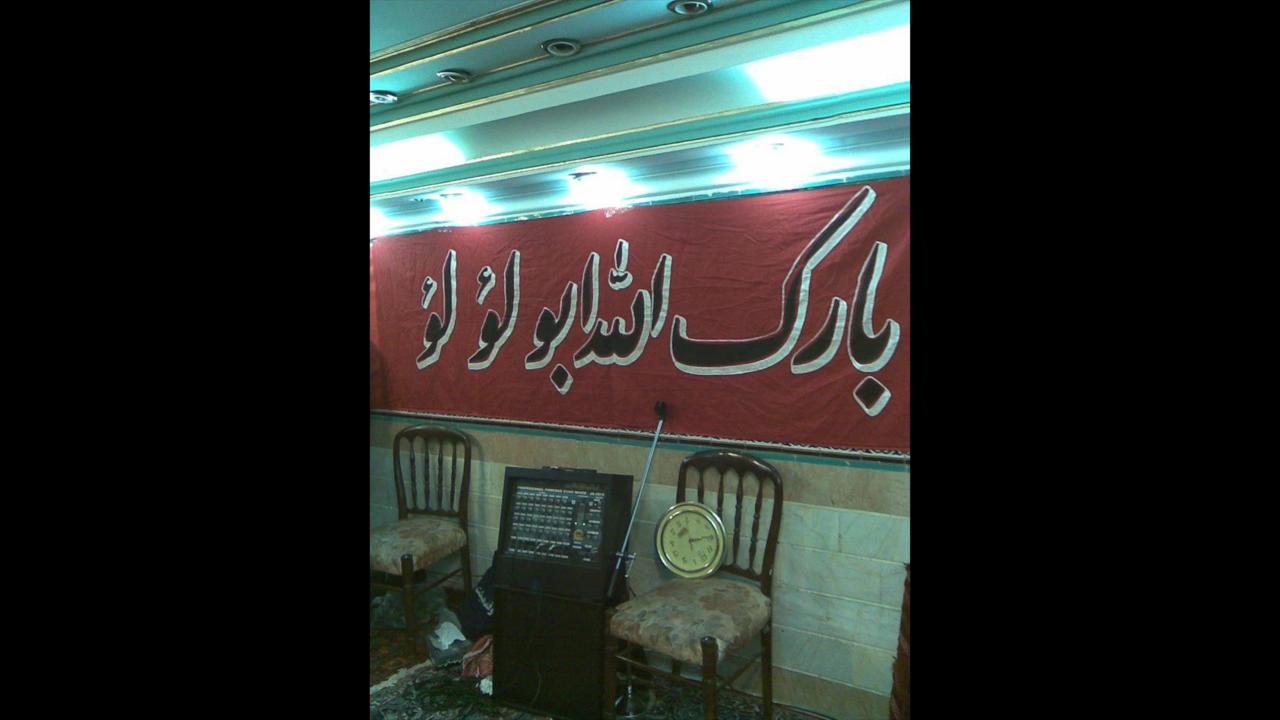 بارک الله ابو لؤ لؤ